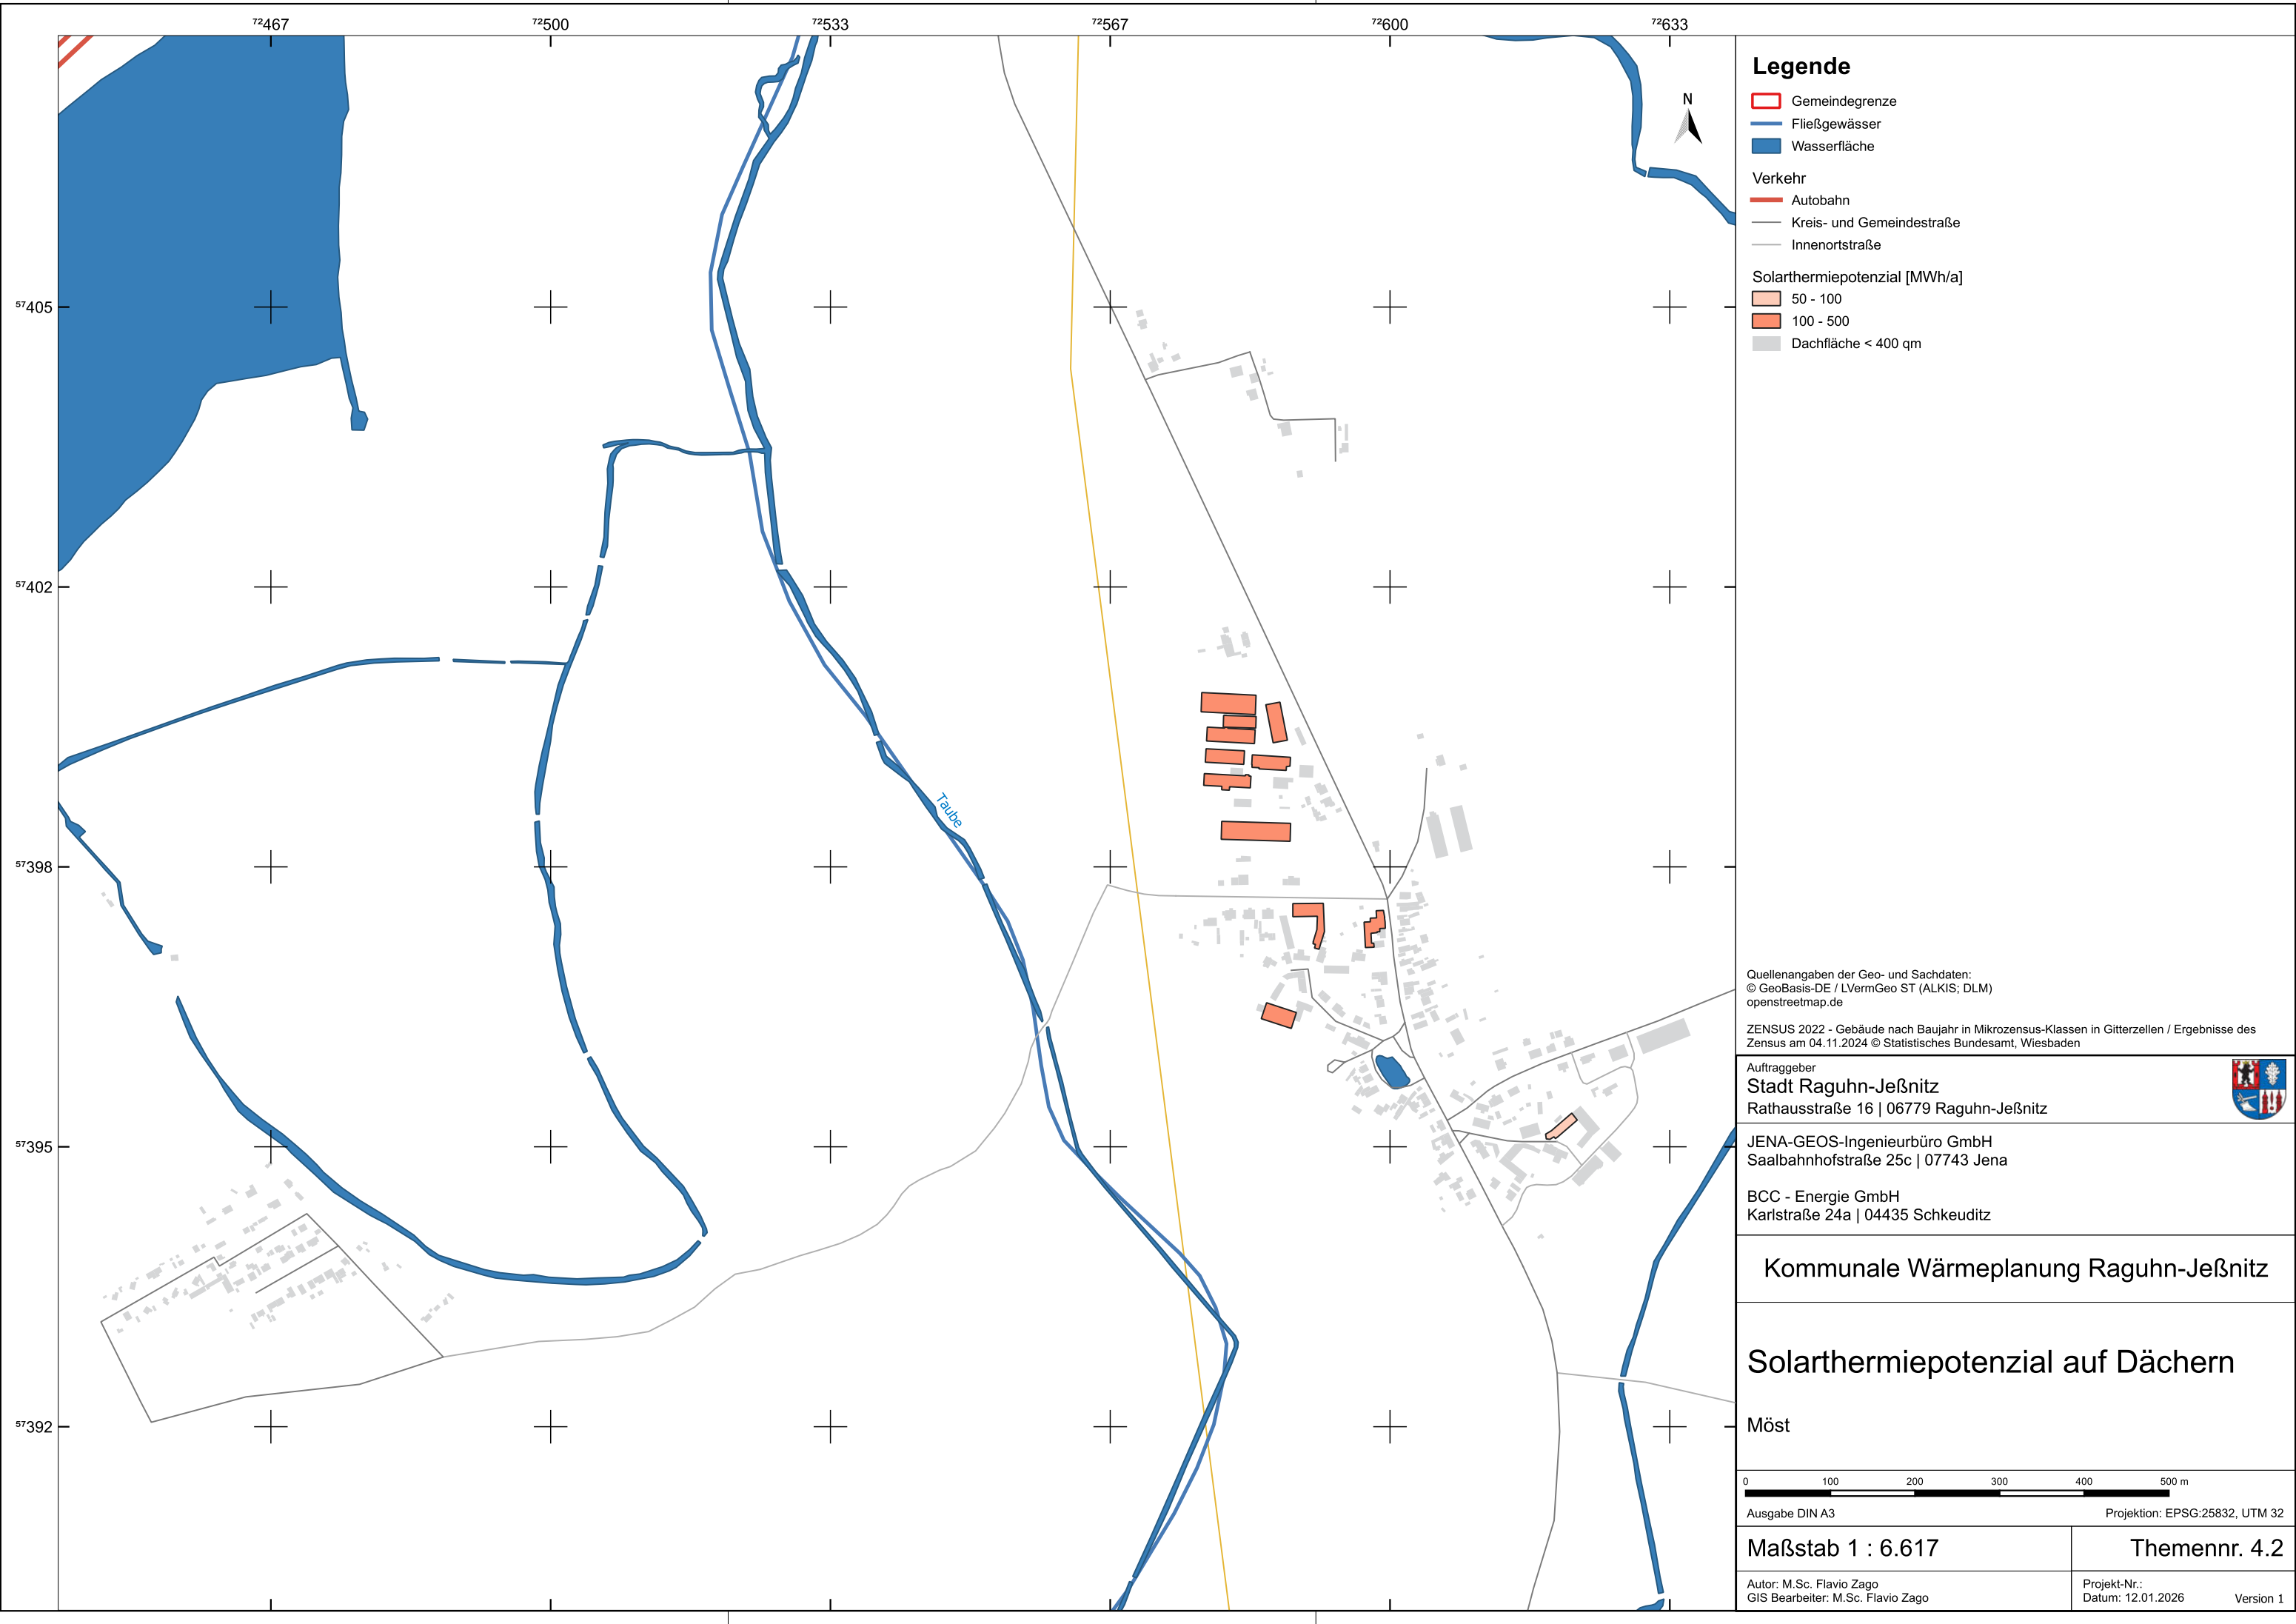 72467 72500 72533 72567 72600 72633
57405
57402
57398
57395
57392
Taube
N
Legende
Gemeindegrenze
Fließgewässer
Wasserfläche
Verkehr
Autobahn
Kreis- und Gemeindestraße
Innenortstraße
Solarthermiepotenzial [MWh/a]
50 - 100
100 - 500
Dachfläche < 400 qm
Quellenangaben der Geo- und Sachdaten:
© GeoBasis-DE / LVermGeo ST (ALKIS; DLM)
openstreetmap.de
ZENSUS 2022 - Gebäude nach Baujahr in Mikrozensus-Klassen in Gitterzellen / Ergebnisse des
Zensus am 04.11.2024 © Statistisches Bundesamt, Wiesbaden
Auftraggeber
Stadt Raguhn-Jeßnitz
Rathausstraße 16 | 06779 Raguhn-Jeßnitz
JENA-GEOS-Ingenieurbüro GmbH
Saalbahnhofstraße 25c | 07743 Jena
BCC - Energie GmbH
Karlstraße 24a | 04435 Schkeuditz
Kommunale Wärmeplanung Raguhn-Jeßnitz
Solarthermiepotenzial auf Dächern
Möst
0 100 200 300 400 500 m
Ausgabe DIN A3 Projektion: EPSG:25832, UTM 32
Maßstab 1 : 6.617 Themennr. 4.2
Autor: M.Sc. Flavio Zago Projekt-Nr.:
GIS Bearbeiter: M.Sc. Flavio Zago Datum: 12.01.2026 Version 1